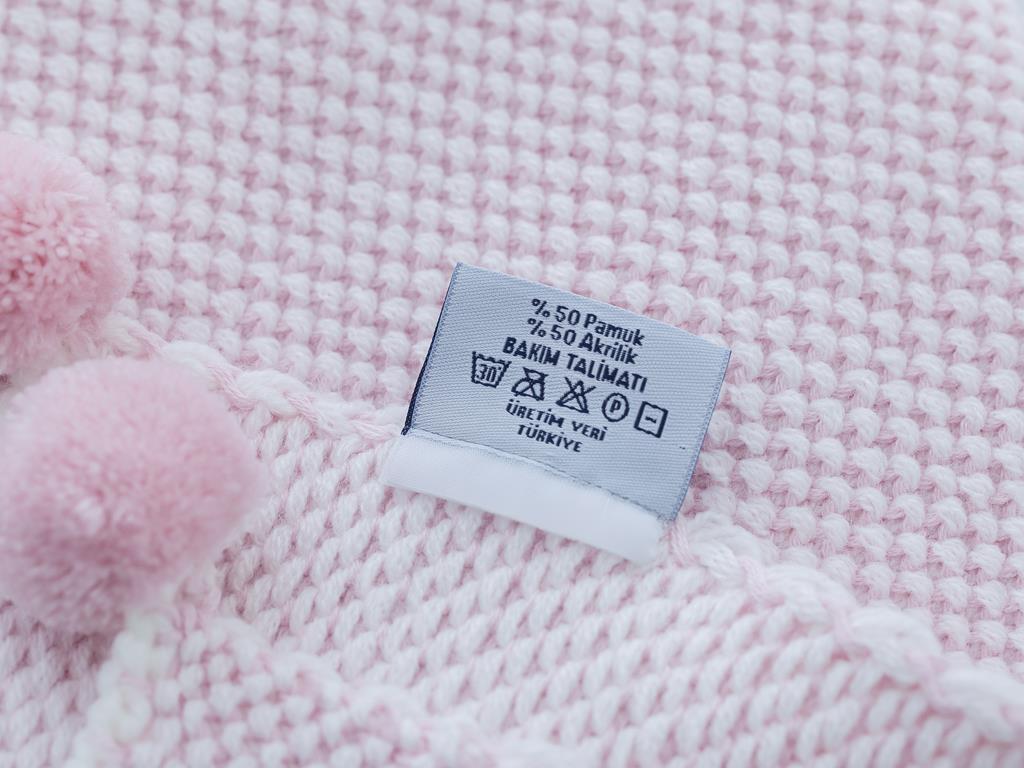 % 50 Pamuk
% 50 Akrilik
BAKIM TALİMATI
30 P
ÜRETİM YERİ
TÜRKİYE